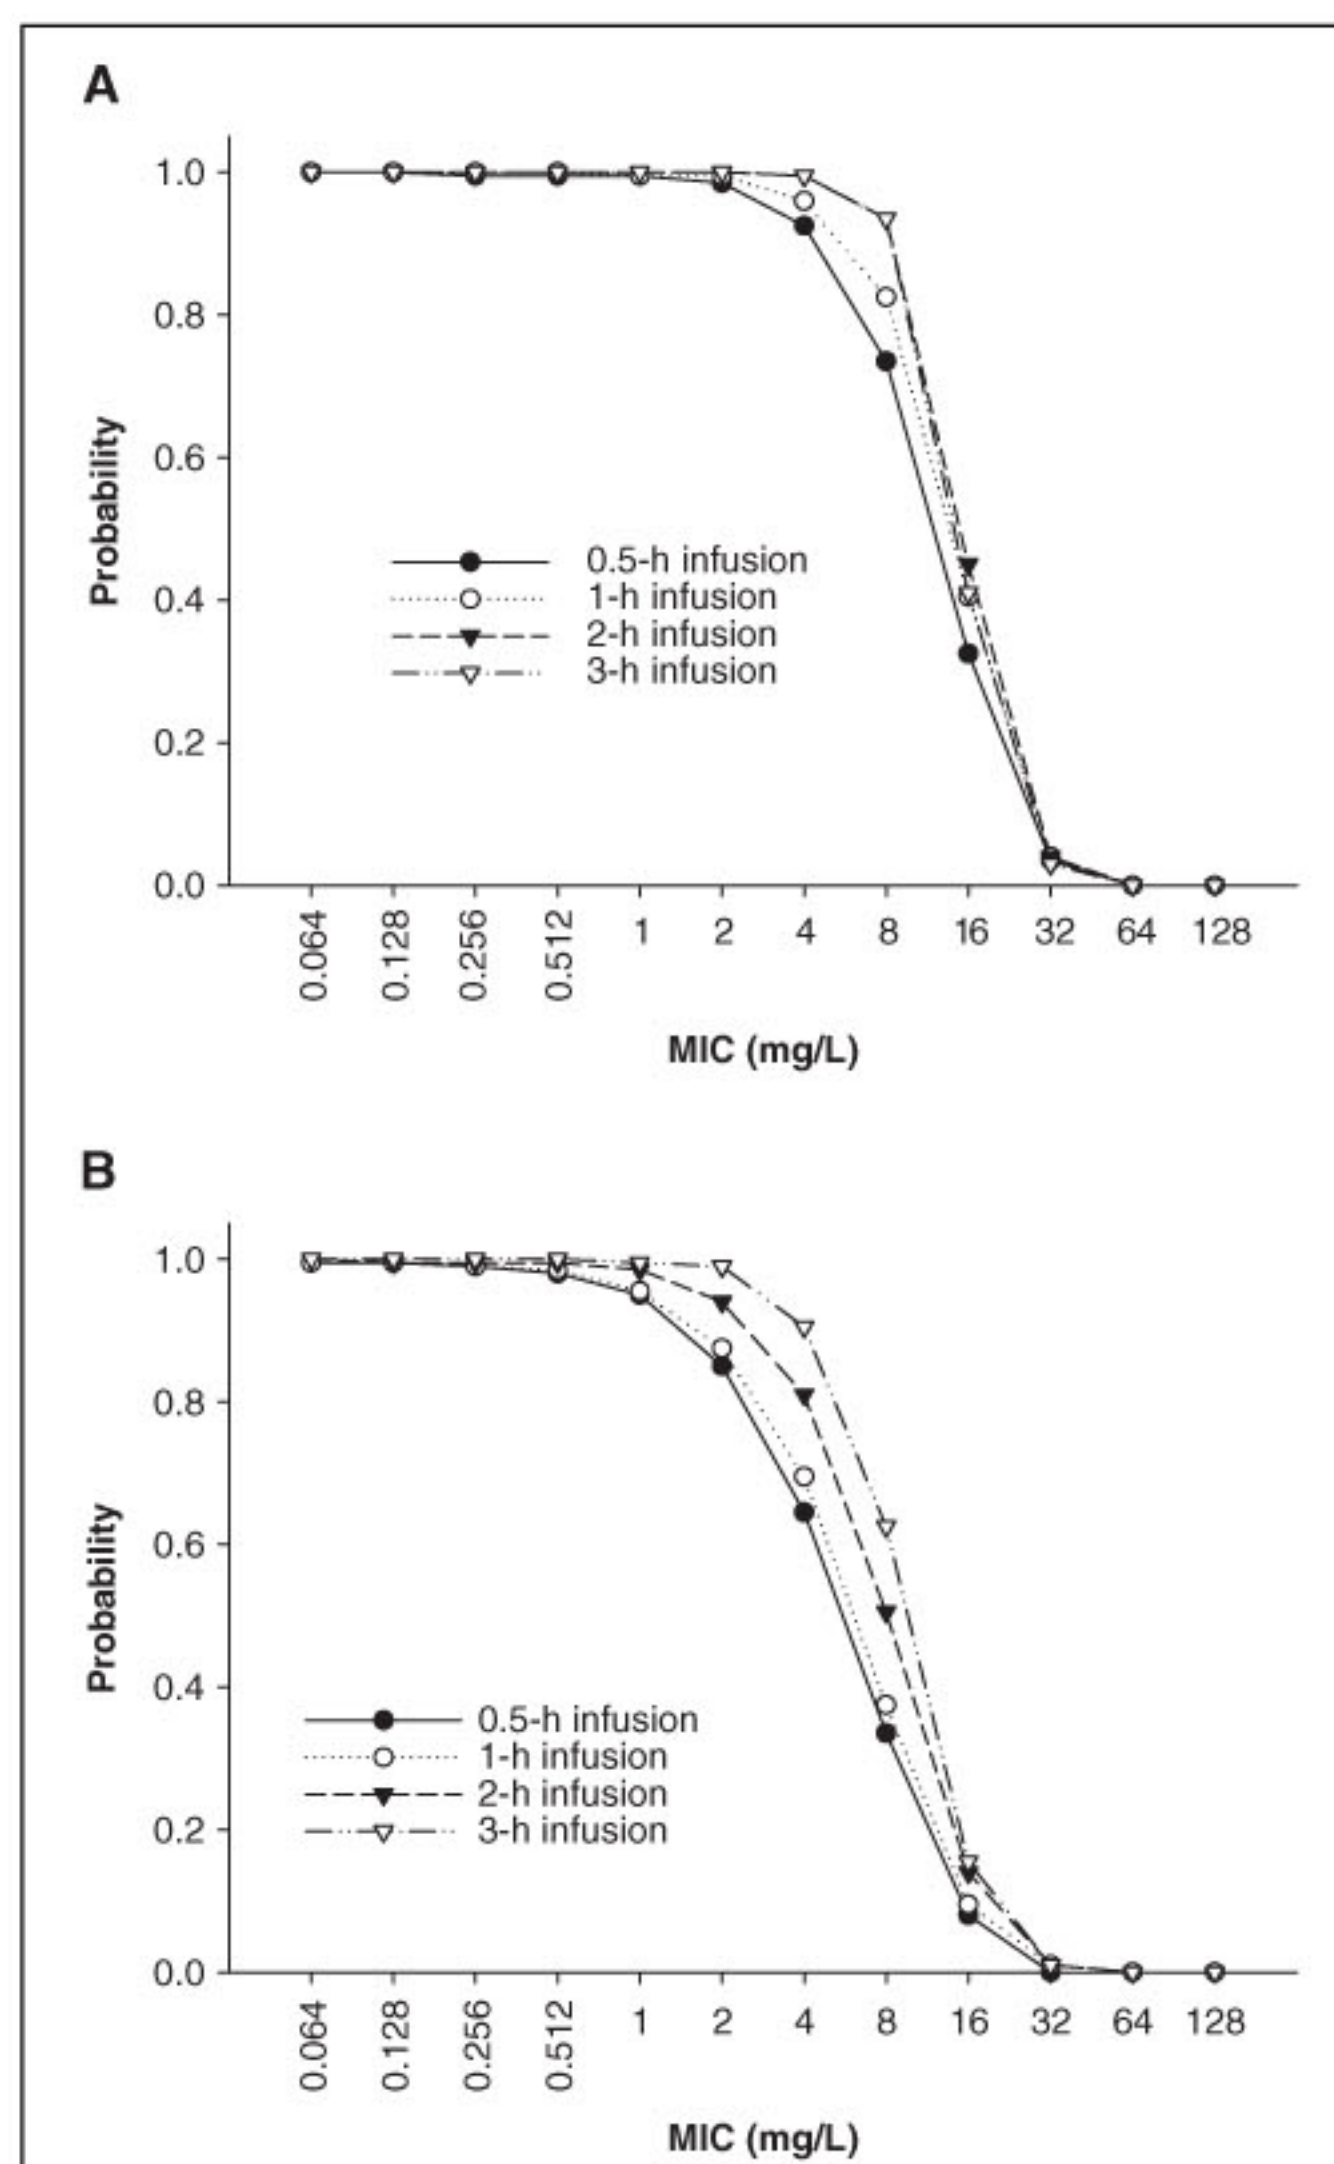 A
1.0
0.8
0.6
0.4
0.2
0.0
Probability
0.5-h infusion
1-h infusion
2-h infusion
3-h infusion
0.064 0.128 0.256 0.512 1 2 4 8 16 32 64 128
MIC (mg/L)
B
1.0
0.8
0.6
0.4
0.2
0.0
Probability
0.5-h infusion
1-h infusion
2-h infusion
3-h infusion
0.064 0.128 0.256 0.512 1 2 4 8 16 32 64 128
MIC (mg/L)